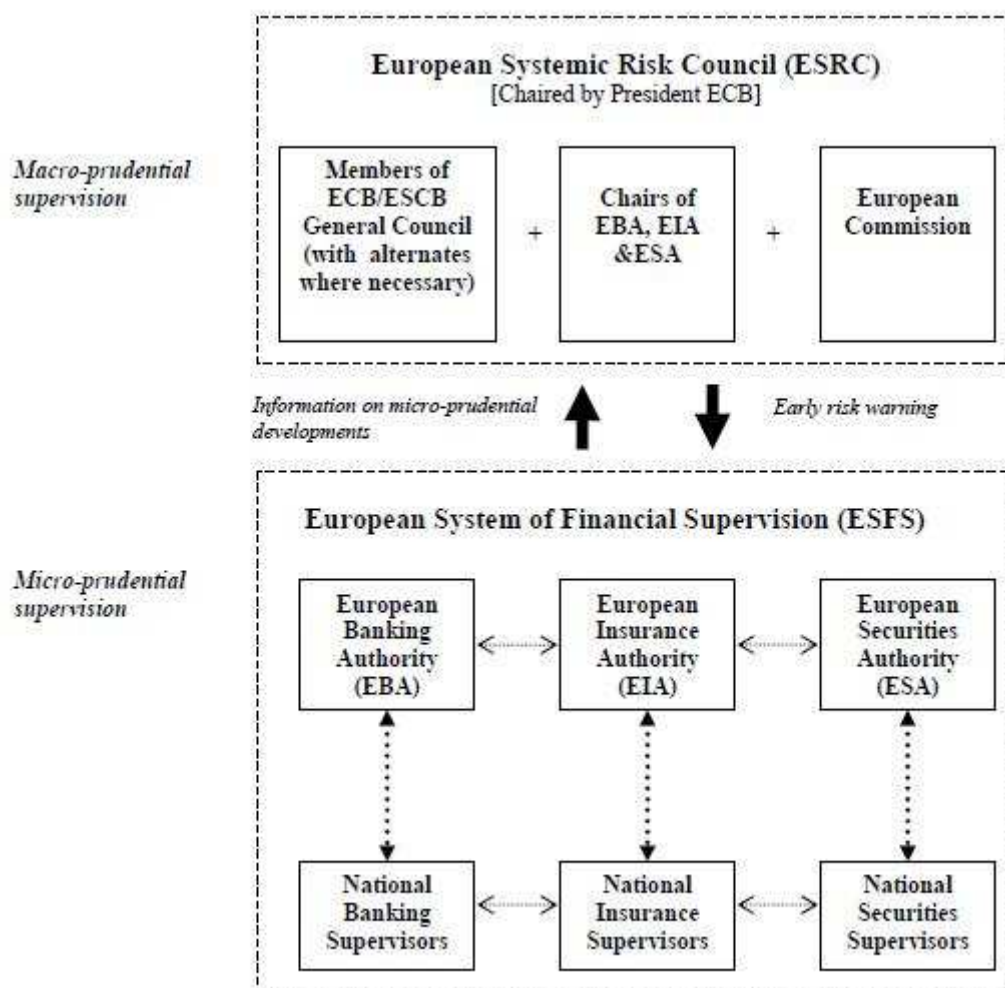 European Systemic Risk Council (ESRC)
[Chaired by President ECB]
Macro-prudential
supervision
Members of
ECB/ESCB
General Council
(with alternates
where necessary)
+
Chairs of
EBA, EIA
&ESA
+
European
Commission
Information on micro-prudential
developments
Early risk warning
European System of Financial Supervision (ESFS)
Micro-prudential
supervision
European
Banking
Authority
(EBA)
European
Insurance
Authority
(EIA)
European
Securities
Authority
(ESA)
National
Banking
Supervisors
National
Insurance
Supervisors
National
Securities
Supervisors